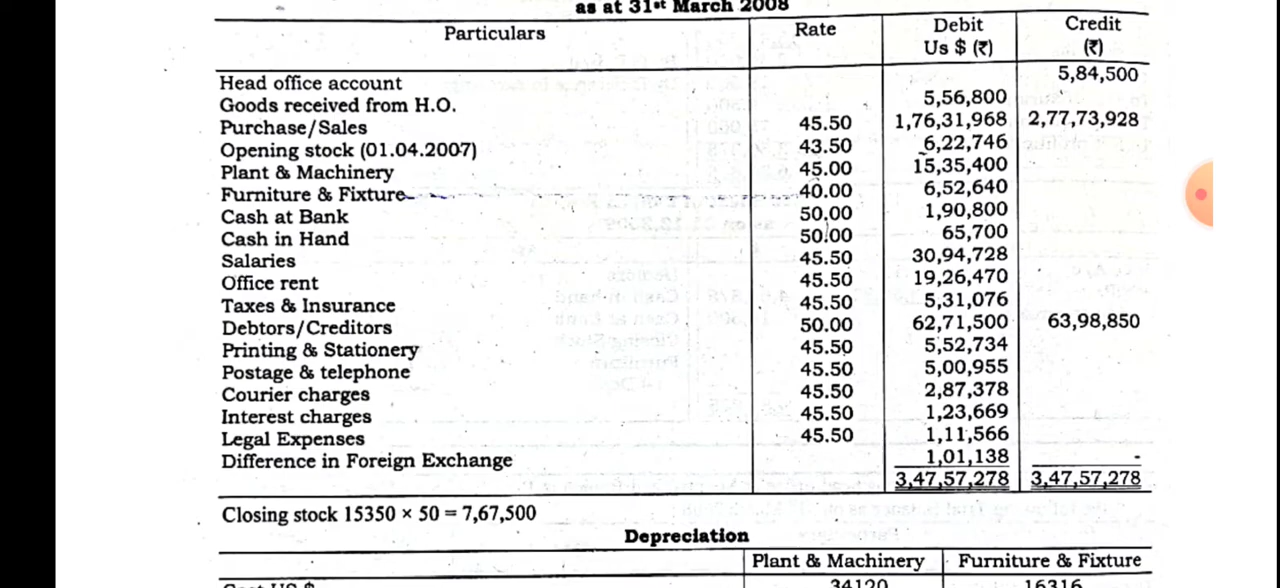 as at 31st March 2008
Particulars Rate Debit Us $ (₹) Credit (₹)
Head office account 5,84,500
Goods received from H.O. 5,56,800
Purchase/Sales 45.50 1,76,31,968 2,77,73,928
Opening stock (01.04.2007) 43.50 6,22,746
Plant & Machinery 45.00 15,35,400
Furniture & Fixture 40.00 6,52,640
Cash at Bank 50.00 1,90,800
Cash in Hand 50.00 65,700
Salaries 45.50 30,94,728
Office rent 45.50 19,26,470
Taxes & Insurance 45.50 5,31,076
Debtors/Creditors 50.00 62,71,500 63,98,850
Printing & Stationery 45.50 5,52,734
Postage & telephone 45.50 5,00,955
Courier charges 45.50 2,87,378
Interest charges 45.50 1,23,669
Legal Expenses 45.50 1,11,566
Difference in Foreign Exchange 1,01,138 -
3,47,57,278 3,47,57,278
Closing stock 15350 × 50 = 7,67,500
Depreciation
Plant & Machinery Furniture & Fixture
Cost US $ 34120 16316